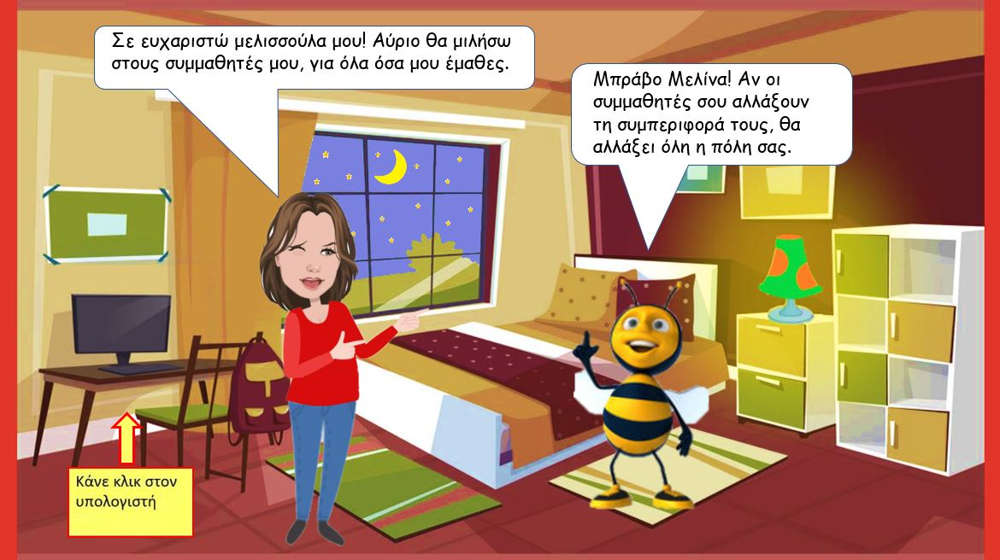 Σε ευχαριστώ μελισσούλα μου! Αύριο θα μιλήσω
στους συμμαθητές μου, για όλα όσα μου έμαθες.
Μπράβο Μελίνα! Αν οι
συμμαθητές σου αλλάξουν
τη συμπεριφορά τους, θα
αλλάξει όλη η πόλη σας.
Κάνε κλικ στον
υπολογιστή